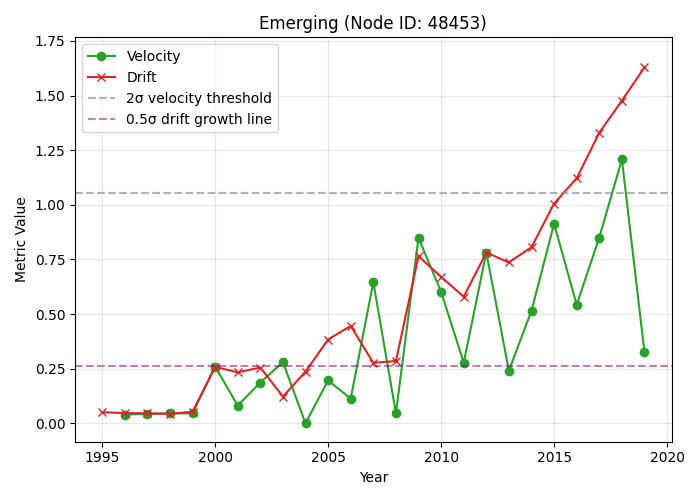 Emerging (Node ID: 48453)
Velocity
Drift
2σ velocity threshold
0.5σ drift growth line
Metric Value
1.75
1.50
1.25
1.00
0.75
0.50
0.25
0.00
1995 2000 2005 2010 2015 2020
Year